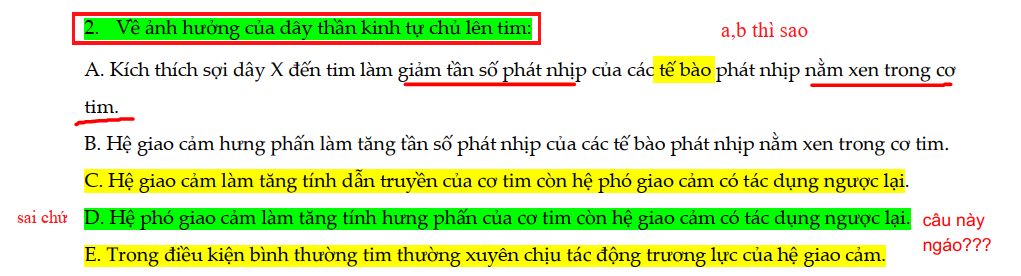 2. Về ảnh hưởng của dây thần kinh tự chủ lên tim:
a,b thì sao
A. Kích thích sợi dây X đến tim làm giảm tần số phát nhịp của các tế bào phát nhịp nằm xen trong cơ
tim.
B. Hệ giao cảm hưng phấn làm tăng tần số phát nhịp của các tế bào phát nhịp nằm xen trong cơ tim.
C. Hệ giao cảm làm tăng tính dẫn truyền của cơ tim còn hệ phó giao cảm có tác dụng ngược lại.
sai chứ
D. Hệ phó giao cảm làm tăng tính hưng phấn của cơ tim còn hệ giao cảm có tác dụng ngược lại.
câu này
ngáo???
E. Trong điều kiện bình thường tim thường xuyên chịu tác động trương lực của hệ giao cảm.